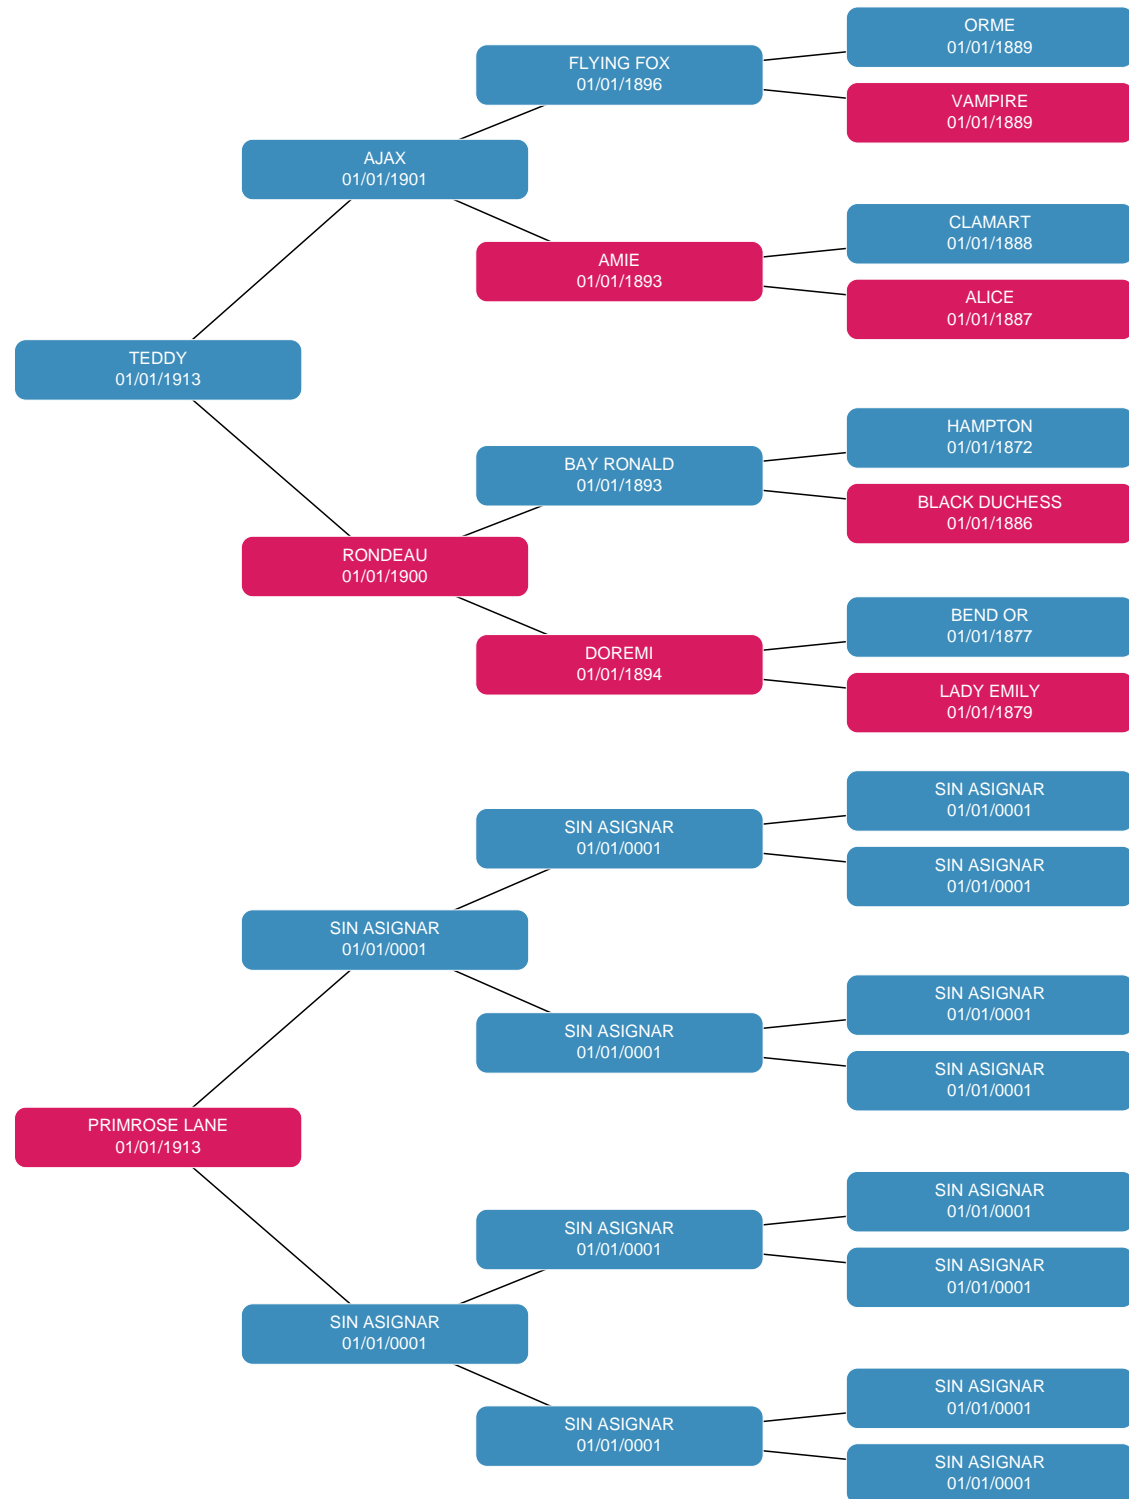 ORME
01/01/1889
FLYING FOX
01/01/1896
VAMPIRE
01/01/1889
AJAX
01/01/1901
CLAMART
01/01/1888
AMIE
01/01/1893
ALICE
01/01/1887
TEDDY
01/01/1913
HAMPTON
01/01/1872
BAY RONALD
01/01/1893
BLACK DUCHESS
01/01/1886
RONDEAU
01/01/1900
BEND OR
01/01/1877
DOREMI
01/01/1894
LADY EMILY
01/01/1879
SIN ASIGNAR
01/01/0001
SIN ASIGNAR
01/01/0001
SIN ASIGNAR
01/01/0001
SIN ASIGNAR
01/01/0001
SIN ASIGNAR
01/01/0001
SIN ASIGNAR
01/01/0001
SIN ASIGNAR
01/01/0001
PRIMROSE LANE
01/01/1913
SIN ASIGNAR
01/01/0001
SIN ASIGNAR
01/01/0001
SIN ASIGNAR
01/01/0001
SIN ASIGNAR
01/01/0001
SIN ASIGNAR
01/01/0001
SIN ASIGNAR
01/01/0001
SIN ASIGNAR
01/01/0001